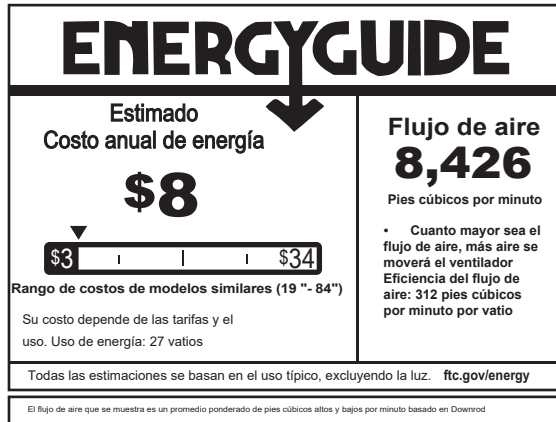 ENERGYGUIDE
Estimado
Costo anual de energía
$8
$3 $34
Rango de costos de modelos similares (19 "- 84")
Su costo depende de las tarifas y el
uso. Uso de energía: 27 vatios
Flujo de aire
8,426
Pies cúbicos por minuto
• Cuanto mayor sea el
flujo de aire, más aire se
moverá el ventilador
Eficiencia del flujo de
aire: 312 pies cúbicos
por minuto por vatio
Todas las estimaciones se basan en el uso típico, excluyendo la luz. ftc.gov/energy
El flujo de aire que se muestra es un promedio ponderado de pies cúbicos altos y bajos por minuto basado en Downrod